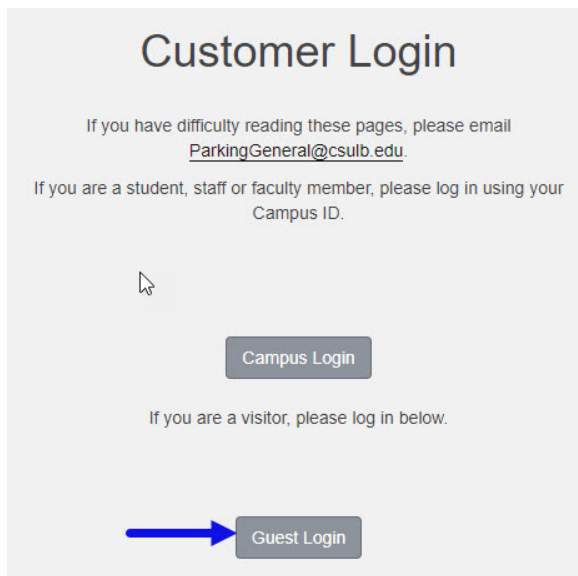 Customer Login
If you have difficulty reading these pages, please email
ParkingGeneral@csulb.edu.
If you are a student, staff or faculty member, please log in using your
Campus ID.
Campus Login
If you are a visitor, please log in below.
Guest Login